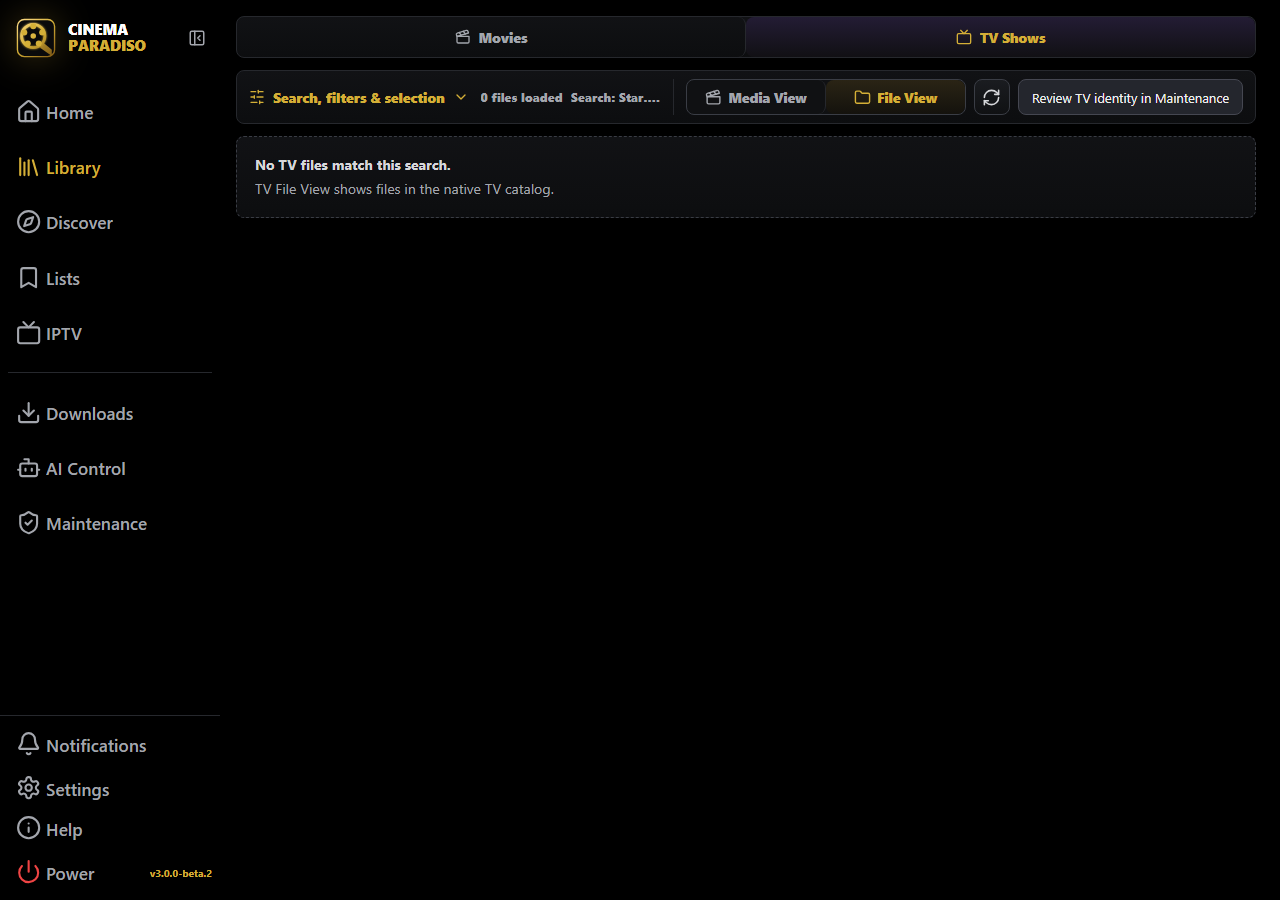 CINEMA
PARADISO
Home
Library
Discover
Lists
IPTV
Downloads
AI Control
Maintenance
Notifications
Settings
Help
Power
v3.0.0-beta.2
Movies
TV Shows
Search, filters & selection
0 files loaded
Search: Star....
Media View
File View
Review TV identity in Maintenance
No TV files match this search.
TV File View shows files in the native TV catalog.